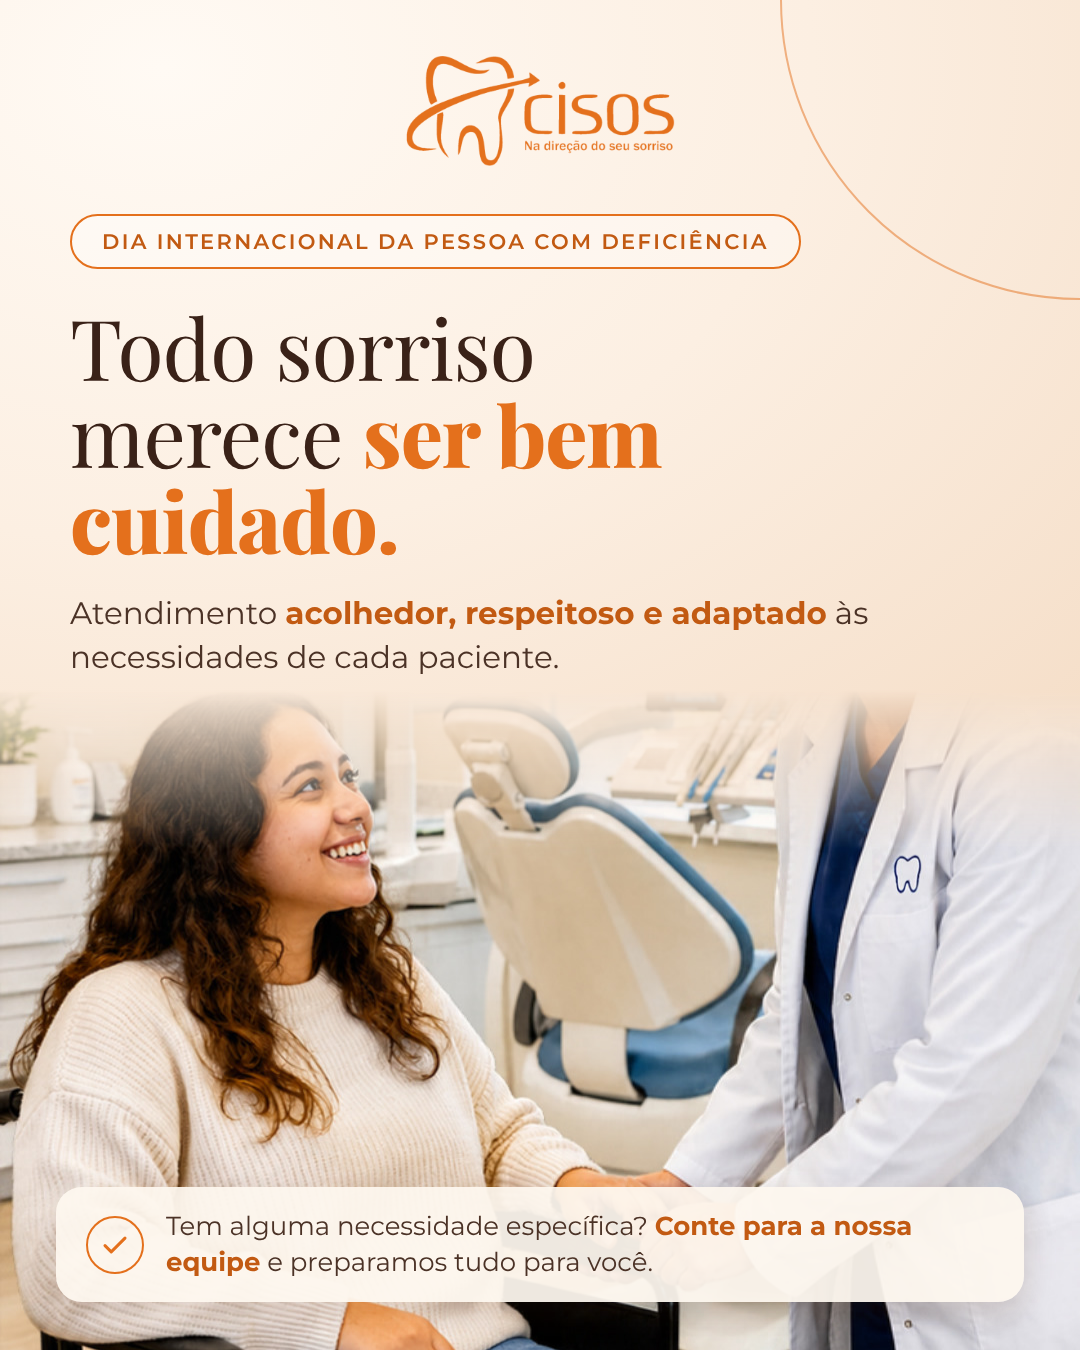 cisos
Na direção do seu sorriso
DIA INTERNACIONAL DA PESSOA COM DEFICIÊNCIA
Todo sorriso
merece ser bem
cuidado.
Atendimento acolhedor, respeitoso e adaptado às
necessidades de cada paciente.
Tem alguma necessidade específica? Conte para a nossa
equipe e preparamos tudo para você.